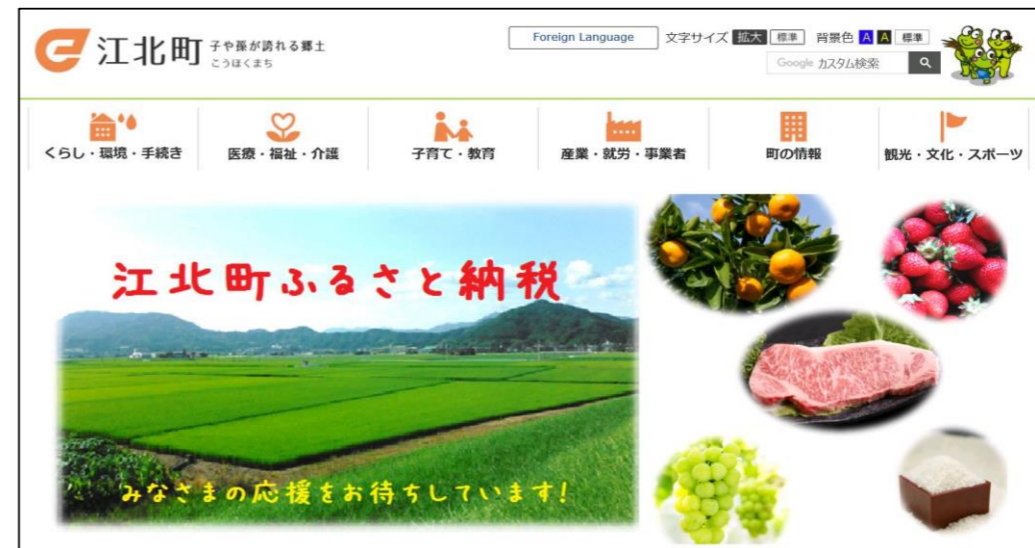 江北町 子や孫が誇れる郷土
こうほくまち
Foreign Language 文字サイズ 拡大 標準 背景色 A A 標準
Google カスタム検索
くらし・環境・手続き 医療・福祉・介護 子育て・教育 産業・就労・事業者 町の情報 観光・文化・スポーツ
江北町ふるさと納税
みなさまの応援をお待ちしています!